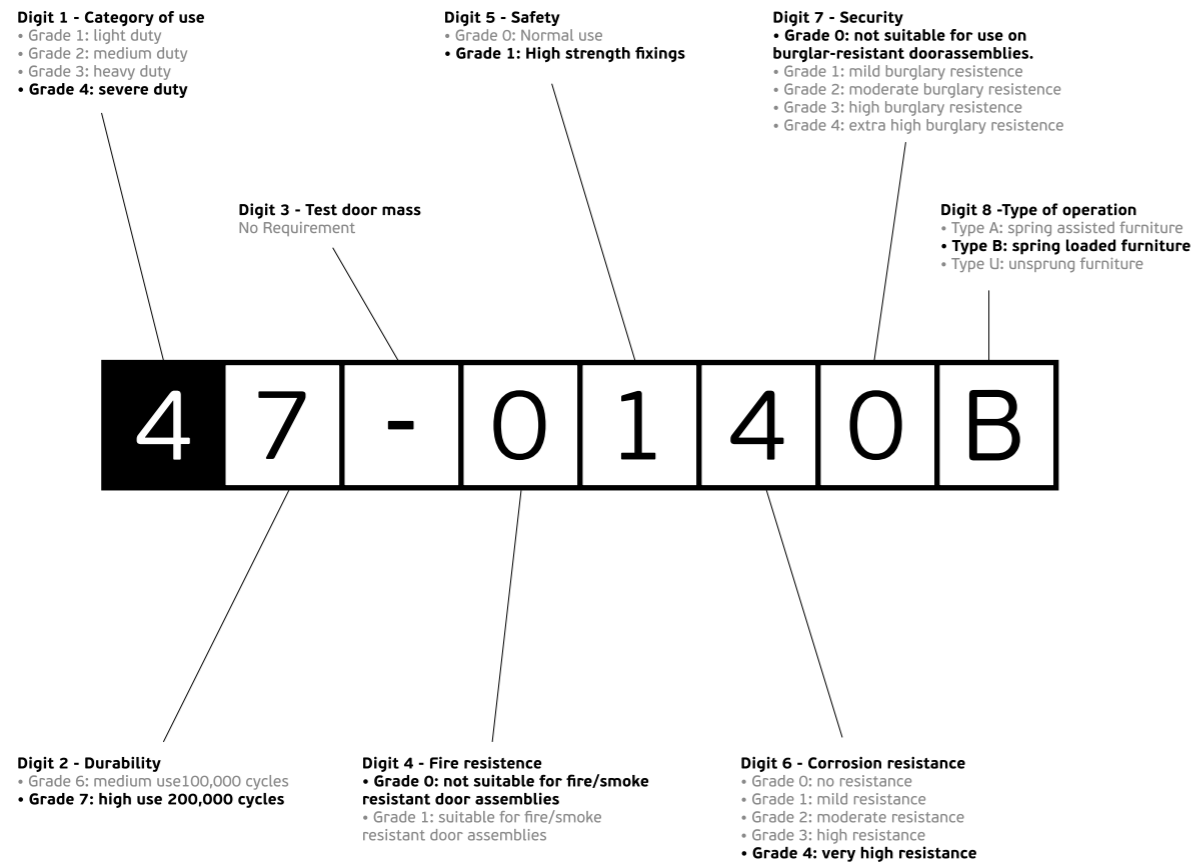 Digit 1 - Category of use
• Grade 1: light duty
• Grade 2: medium duty
• Grade 3: heavy duty
• Grade 4: severe duty
Digit 5 - Safety
• Grade 0: Normal use
• Grade 1: High strength fixings
Digit 7 - Security
• Grade 0: not suitable for use on
burglar-resistant doorassemblies.
• Grade 1: mild burglary resistence
• Grade 2: moderate burglary resistence
• Grade 3: high burglary resistence
• Grade 4: extra high burglary resistence
Digit 3 - Test door mass
No Requirement
Digit 8 -Type of operation
• Type A: spring assisted furniture
• Type B: spring loaded furniture
• Type U: unsprung furniture
4 7 - 0 1 4 0 B
Digit 2 - Durability
• Grade 6: medium use100,000 cycles
• Grade 7: high use 200,000 cycles
Digit 4 - Fire resistence
• Grade 0: not suitable for fire/smoke
resistant door assemblies
• Grade 1: suitable for fire/smoke
resistant door assemblies
Digit 6 - Corrosion resistance
• Grade 0: no resistance
• Grade 1: mild resistance
• Grade 2: moderate resistance
• Grade 3: high resistance
• Grade 4: very high resistance